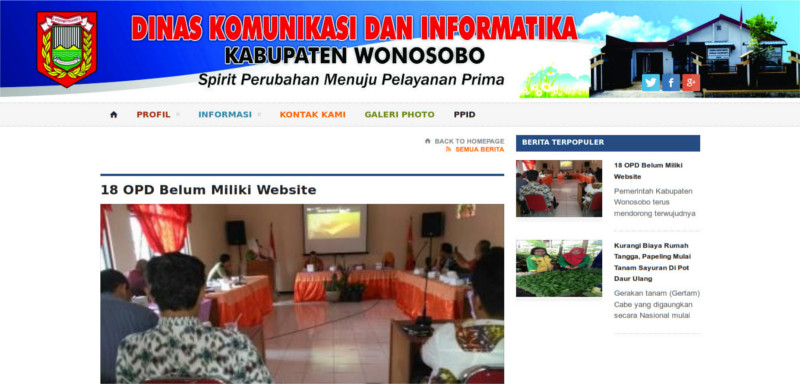 DINAS KOMUNIKASI DAN INFORMATIKA
KABUPATEN WONOSOBO
Spirit Perubahan Menuju Pelayanan Prima
PROFIL
INFORMASI
KONTAK KAMI
GALERI PHOTO
PPID
BACK TO HOMEPAGE
SEMUA BERITA
18 OPD Belum Miliki Website
BERITA TERPOPULER
18 OPD Belum Miliki
Website
Pemerintah Kabupaten
Wonosobo terus
mendorong terwujudnya
Kurangi Biaya Rumah
Tangga, Papeling Mulai
Tanam Sayuran Di Pot
Daur Ulang
Gerakan tanam (Gertam)
Cabe yang digaungkan
secara Nasional mulai